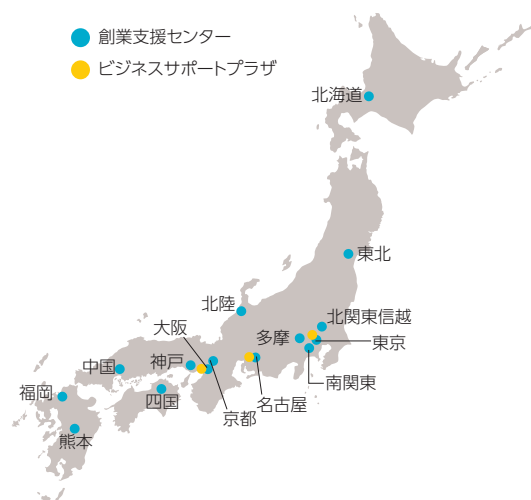 創業支援センター
ビジネスサポートプラザ
北海道
東北
北陸
北関東信越
大阪
多摩
東京
中国
神戸
南関東
福岡
四国
名古屋
京都
熊本